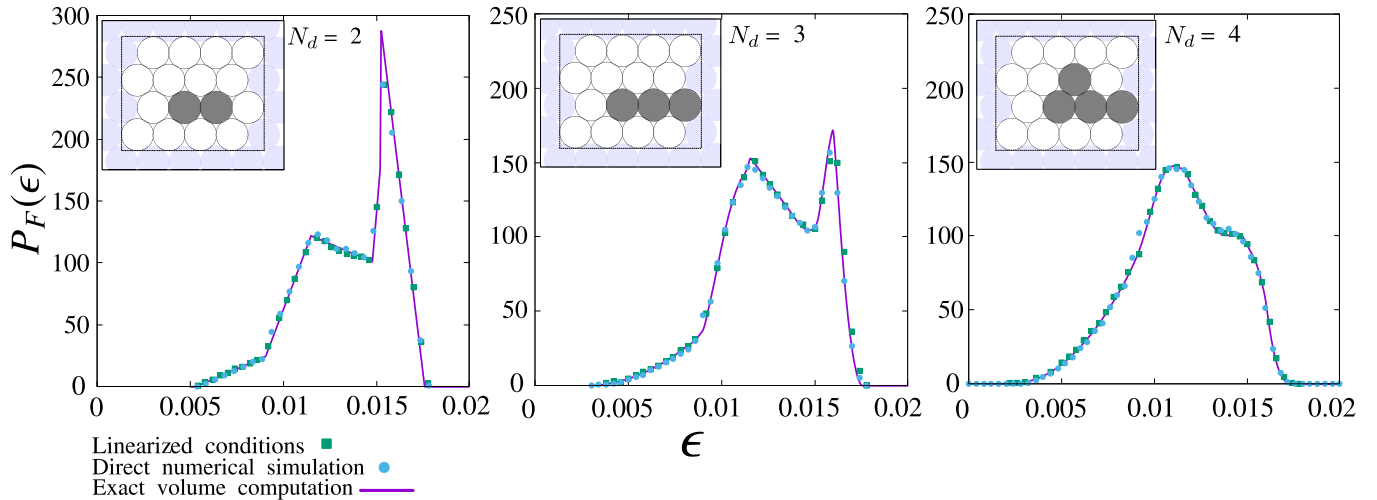 300
250
200
150
100
50
0
P_F(ϵ)
N_d = 2
0 0.005 0.01 0.015 0.02
250
200
150
100
50
0
N_d = 3
0.005 0.01 0.015 0.02
250
200
150
100
50
0
N_d = 4
0 0.005 0.01 0.015 0.02
ϵ
Linearized conditions
Direct numerical simulation
Exact volume computation